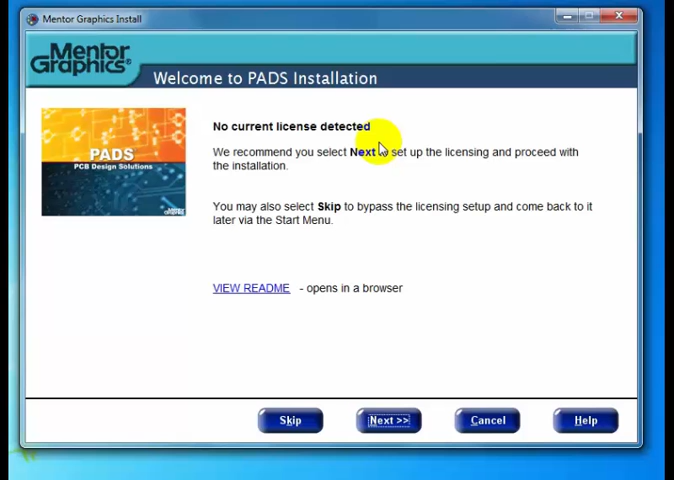 Mentor Graphics Install
Mentor
Graphics®
Welcome to PADS Installation
PADS
PCB Design Solutions
No current license detected
We recommend you select Next to set up the licensing and proceed with
the installation.
You may also select Skip to bypass the licensing setup and come back to it
later via the Start Menu.
VIEW README - opens in a browser
Skip
Next >>
Cancel
Help